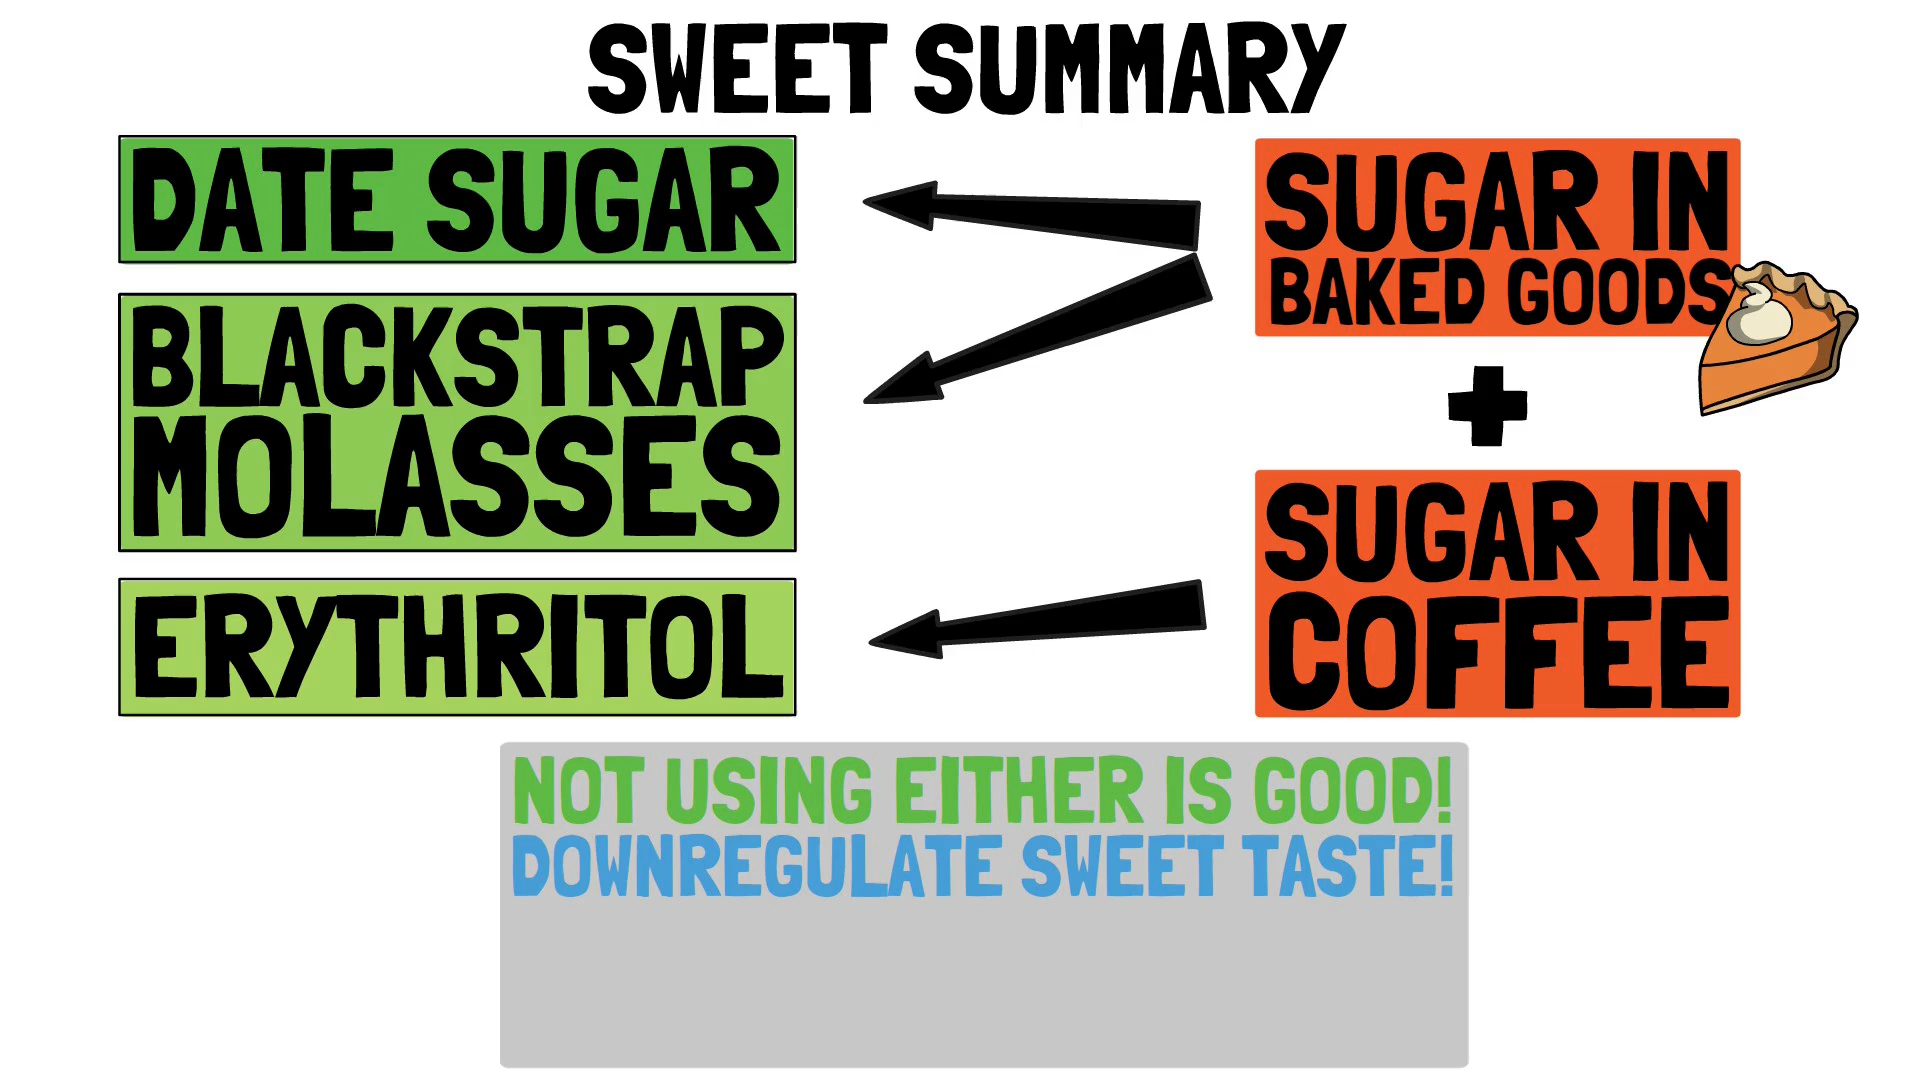 SWEET SUMMARY
DATE SUGAR
BLACKSTRAP
MOLASSES
ERYTHRITOL
SUGAR IN
BAKED GOODS
+
SUGAR IN
COFFEE
NOT USING EITHER IS GOOD!
DOWNREGULATE SWEET TASTE!